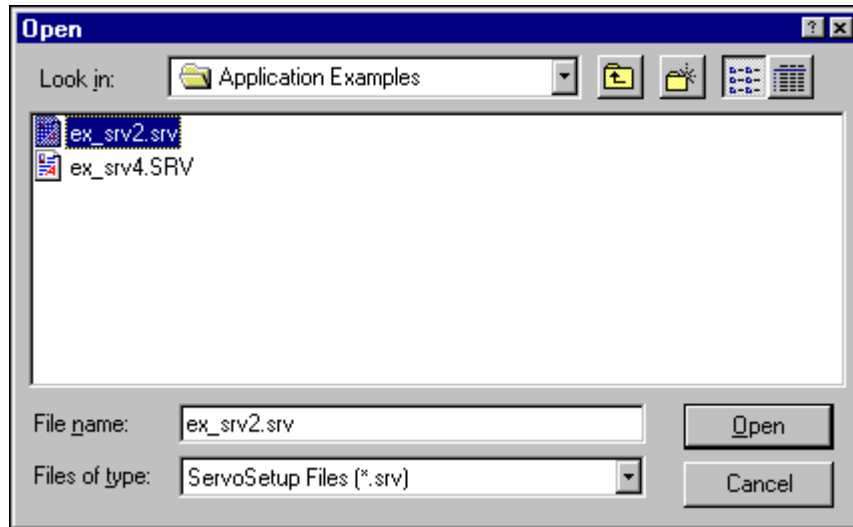 Open
Look in: Application Examples
ex_srv2.srv
ex_srv4.SRV
File name: ex_srv2.srv Open
Files of type: ServoSetup Files (*.srv) Cancel